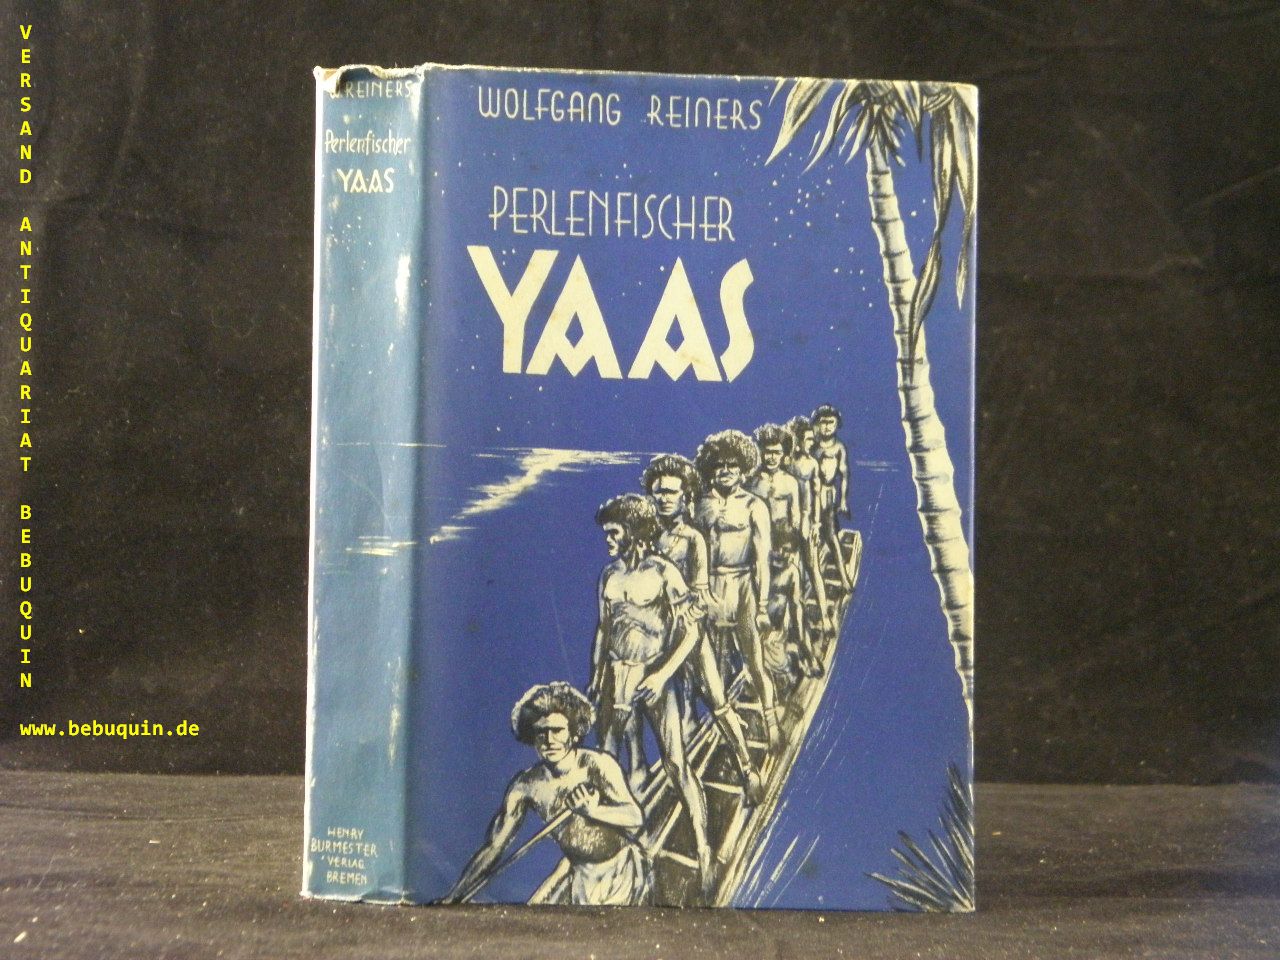 VERSAND ANTIQUARIAT BEBUQUIN
www.bebuquin.de
W. REINERS
Perlenfischer
YAAS
HENRY
BURMESTER
VERLAG
BREMEN
WOLFGANG REINERS
PERLENFISCHER
YAAS